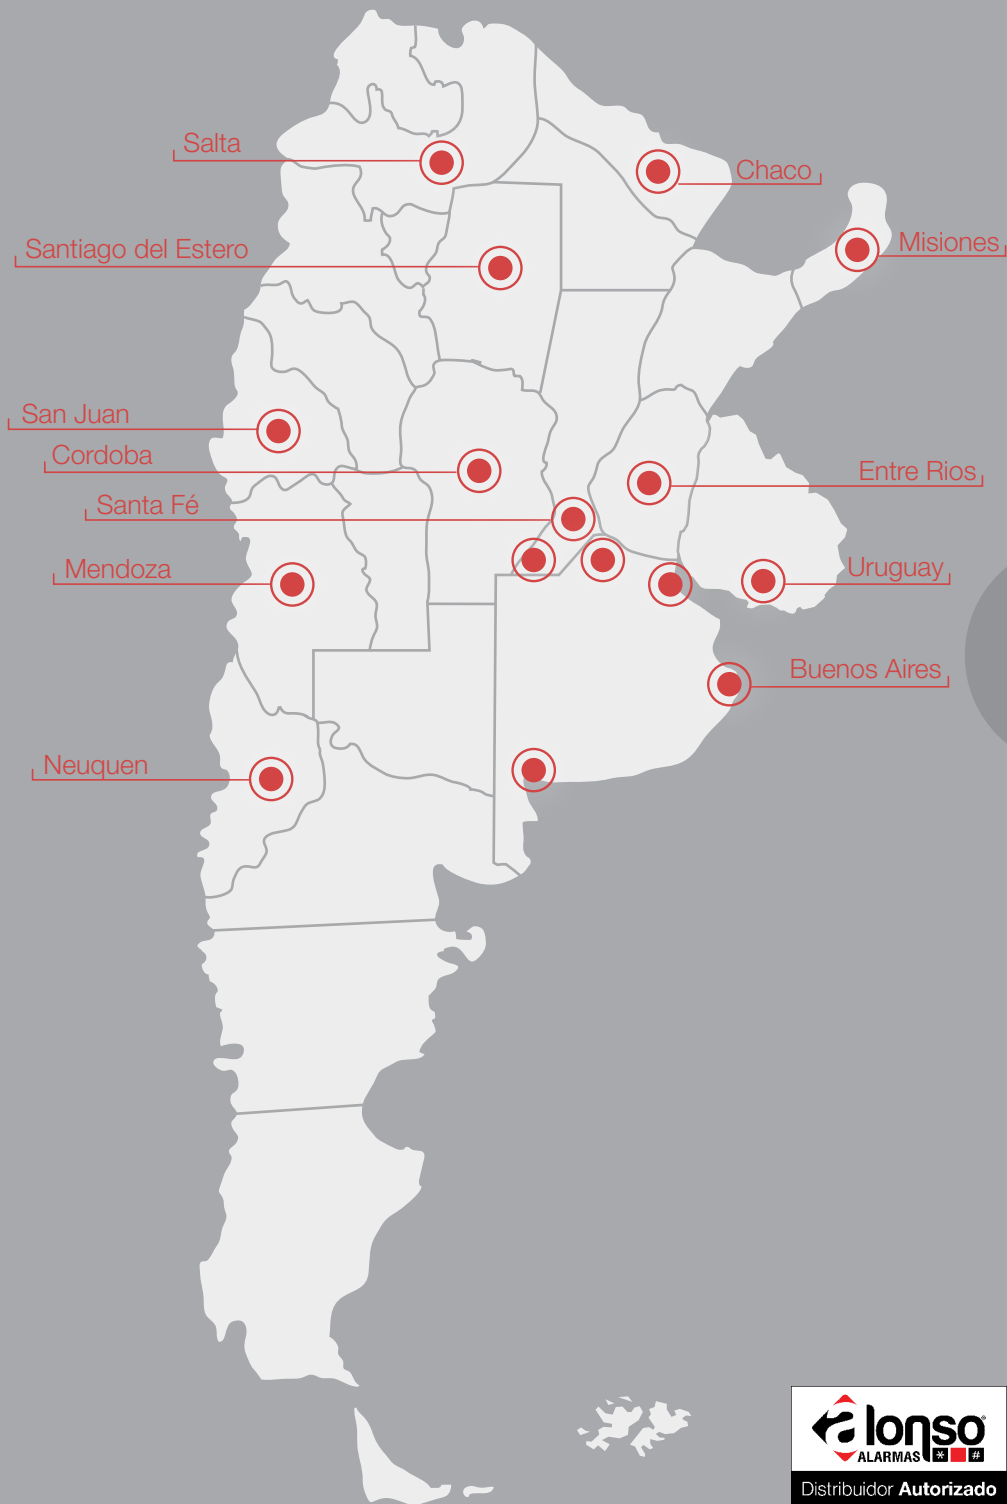 Salta
Chaco
Misiones
Santiago del Estero
San Juan
Cordoba
Entre Rios
Santa Fé
Mendoza
Uruguay
Buenos Aires
Neuquen
alonso®
ALARMAS * #
Distribuidor Autorizado